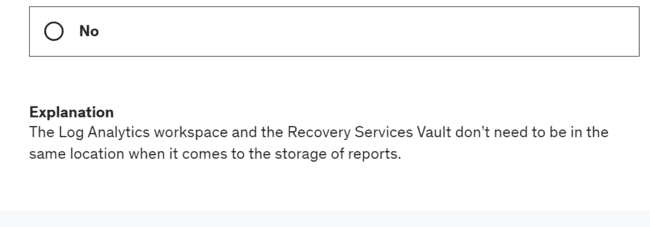 No
Explanation
The Log Analytics workspace and the Recovery Services Vault don’t need to be in the
same location when it comes to the storage of reports.